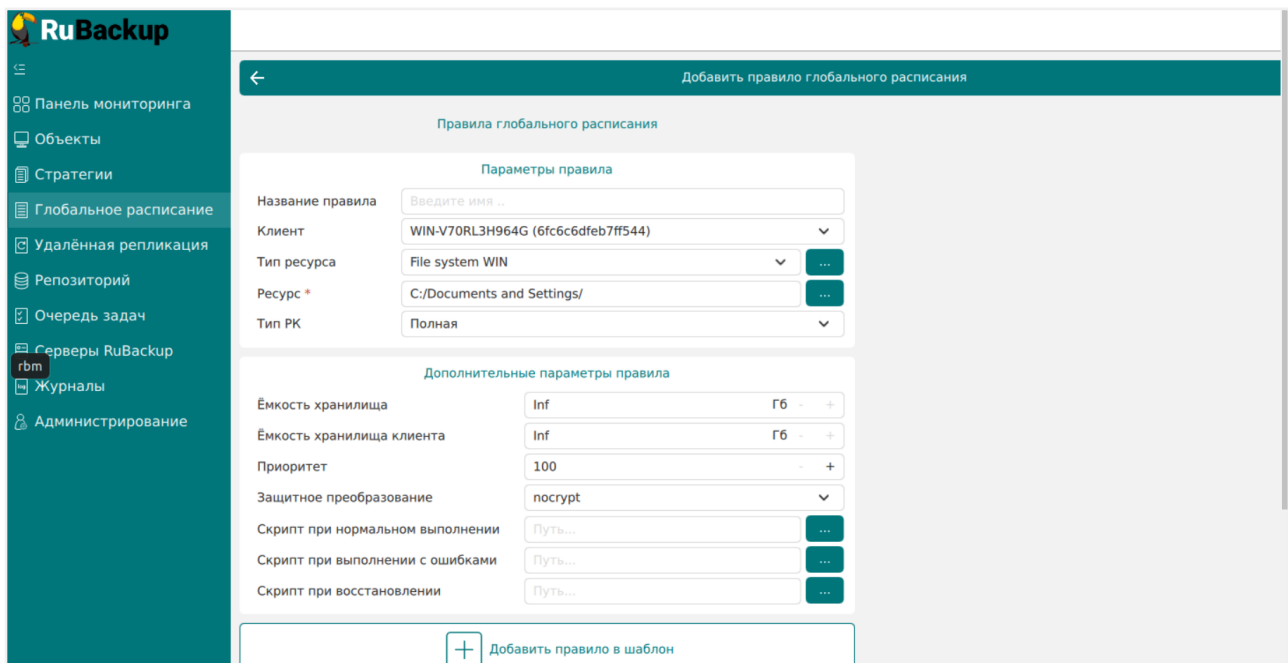 RuBackup
Панель мониторинга
Объекты
Стратегии
Глобальное расписание
Удалённая репликация
Репозиторий
Очередь задач
Серверы RuBackup
rbm
Журналы
Администрирование
Добавить правило глобального расписания
Правила глобального расписания
Параметры правила
Название правила Введите имя ..
Клиент WIN-V70RL3H964G (6fc6c6dfeb7ff544)
Тип ресурса File system WIN ...
Ресурс * C:/Documents and Settings/ ...
Тип РК Полная
Дополнительные параметры правила
Ёмкость хранилища Inf Гб - +
Ёмкость хранилища клиента Inf Гб - +
Приоритет 100 - +
Защитное преобразование nocrypt
Скрипт при нормальном выполнении Путь... ...
Скрипт при выполнении с ошибками Путь... ...
Скрипт при восстановлении Путь... ...
Добавить правило в шаблон